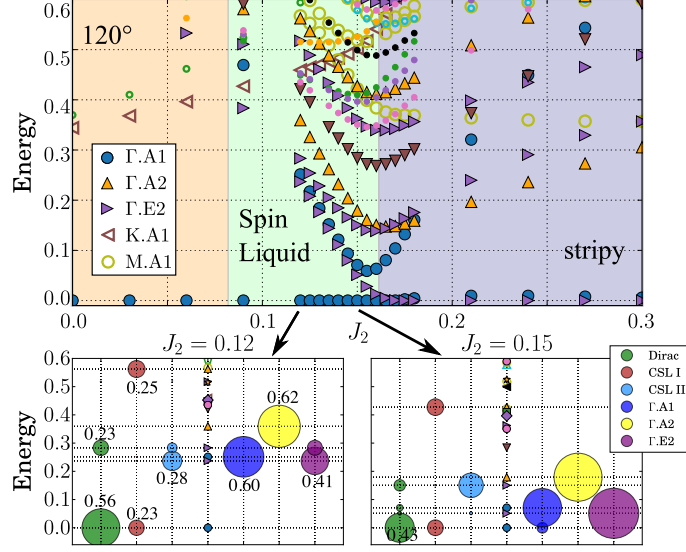 0.6
0.5
0.4
0.3
0.2
0.1
0.0
Energy
120°
Γ.A1
Γ.A2
Γ.E2
K.A1
M.A1
Spin
Liquid
stripy
0.0
0.1
J₂
0.2
0.3
J₂ = 0.12
J₂ = 0.15
0.6
0.5
0.4
0.3
0.2
0.1
0.0
Energy
0.25
0.62
0.23
0.28
0.60
0.41
0.56
0.23
0.43
Dirac
CSL I
CSL II
Γ.A1
Γ.A2
Γ.E2